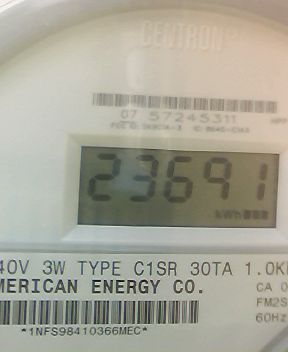 CENTRON®
07 57245311
23691
kWh
40V 3W TYPE C1SR 30TA 1.0K
MERICAN ENERGY CO.
CA 0
FM2S
60Hz
*1NFS98410366MEC*